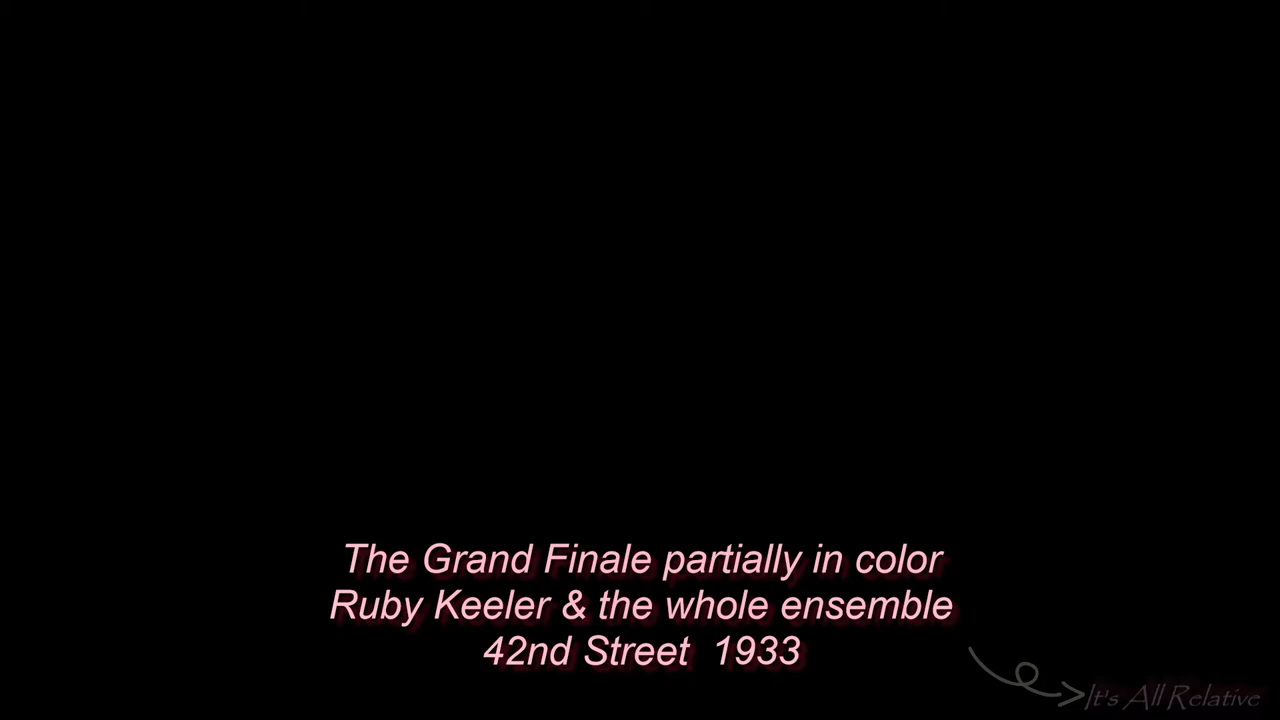 The Grand Finale partially in color
Ruby Keeler & the whole ensemble
42nd Street 1933
It's All Relative